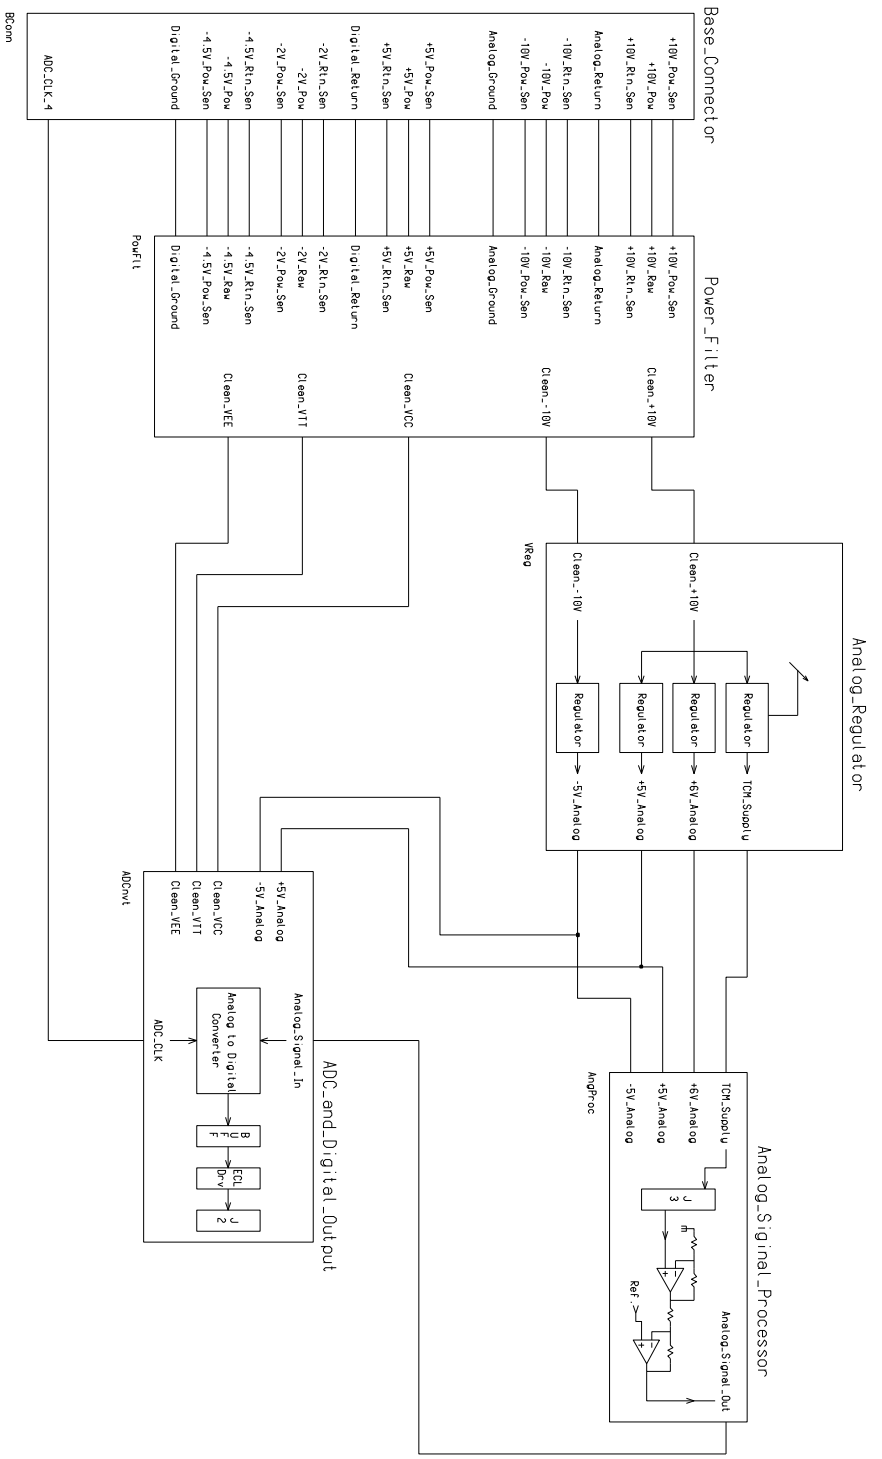 Base_Connector
+10V_Pow_Sen
+10V_Pow
+10V_Rtn_Sen
Analog_Return
-10V_Rtn_Sen
-10V_Pow
-10V_Pow_Sen
Analog_Ground
+5V_Pow_Sen
+5V_Pow
+5V_Rtn_Sen
Digital_Return
-2V_Rtn_Sen
-2V_Pow
-2V_Pow_Sen
-4.5V_Rtn_Sen
-4.5V_Pow
-4.5V_Pow_Sen
Digital_Ground
ADC_CLK_4
BConn
Power_Filter
+10V_Pow_Sen
+10V_Raw
+10V_Rtn_Sen
Analog_Return
-10V_Rtn_Sen
-10V_Raw
-10V_Pow_Sen
Analog_Ground
+5V_Pow_Sen
+5V_Raw
+5V_Rtn_Sen
Digital_Return
-2V_Rtn_Sen
-2V_Raw
-2V_Pow_Sen
-4.5V_Rtn_Sen
-4.5V_Raw
-4.5V_Pow_Sen
Digital_Ground
Clean_+10V
Clean_-10V
Clean_VCC
Clean_VTT
Clean_VEE
PowFlt
Analog_Regulator
Clean_+10V
Clean_-10V
Regulator
Regulator
Regulator
Regulator
TCM_Supply
+6V_Analog
+5V_Analog
-5V_Analog
VReg
ADC_and_Digital_Output
+5V_Analog
-5V_Analog
Clean_VCC
Clean_VTT
Clean_VEE
Analog_Signal_In
Analog to Digital
Converter
ADC_CLK
B
U
F
F
ECL
Drv
J
2
ADCnvt
Analog_Siginal_Processor
TCM_Supply
+6V_Analog
+5V_Analog
-5V_Analog
J
3
m
- +
Ref.
- +
Analog_Signal_Out
AngProc